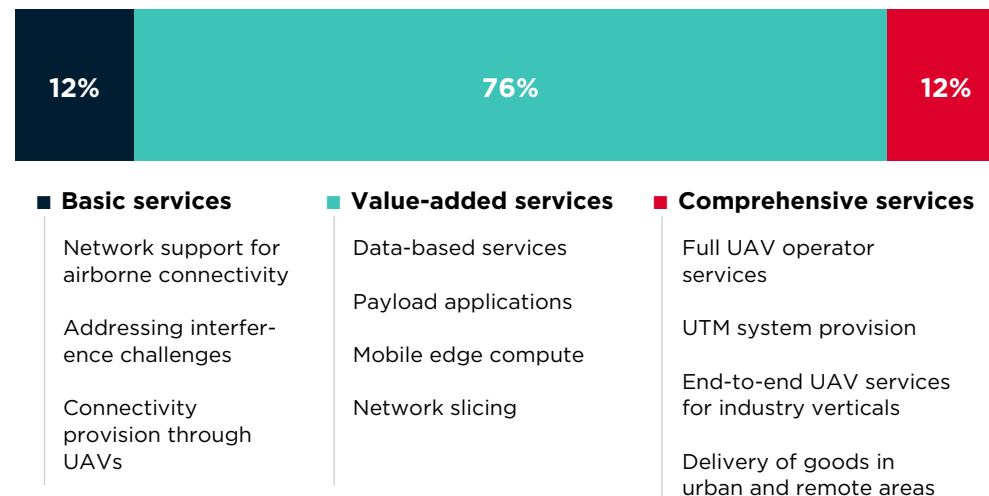 12%
76%
12%
Basic services
Network support for
airborne connectivity
Addressing interfer-
ence challenges
Connectivity
provision through
UAVs
Value-added services
Data-based services
Payload applications
Mobile edge compute
Network slicing
Comprehensive services
Full UAV operator
services
UTM system provision
End-to-end UAV services
for industry verticals
Delivery of goods in
urban and remote areas